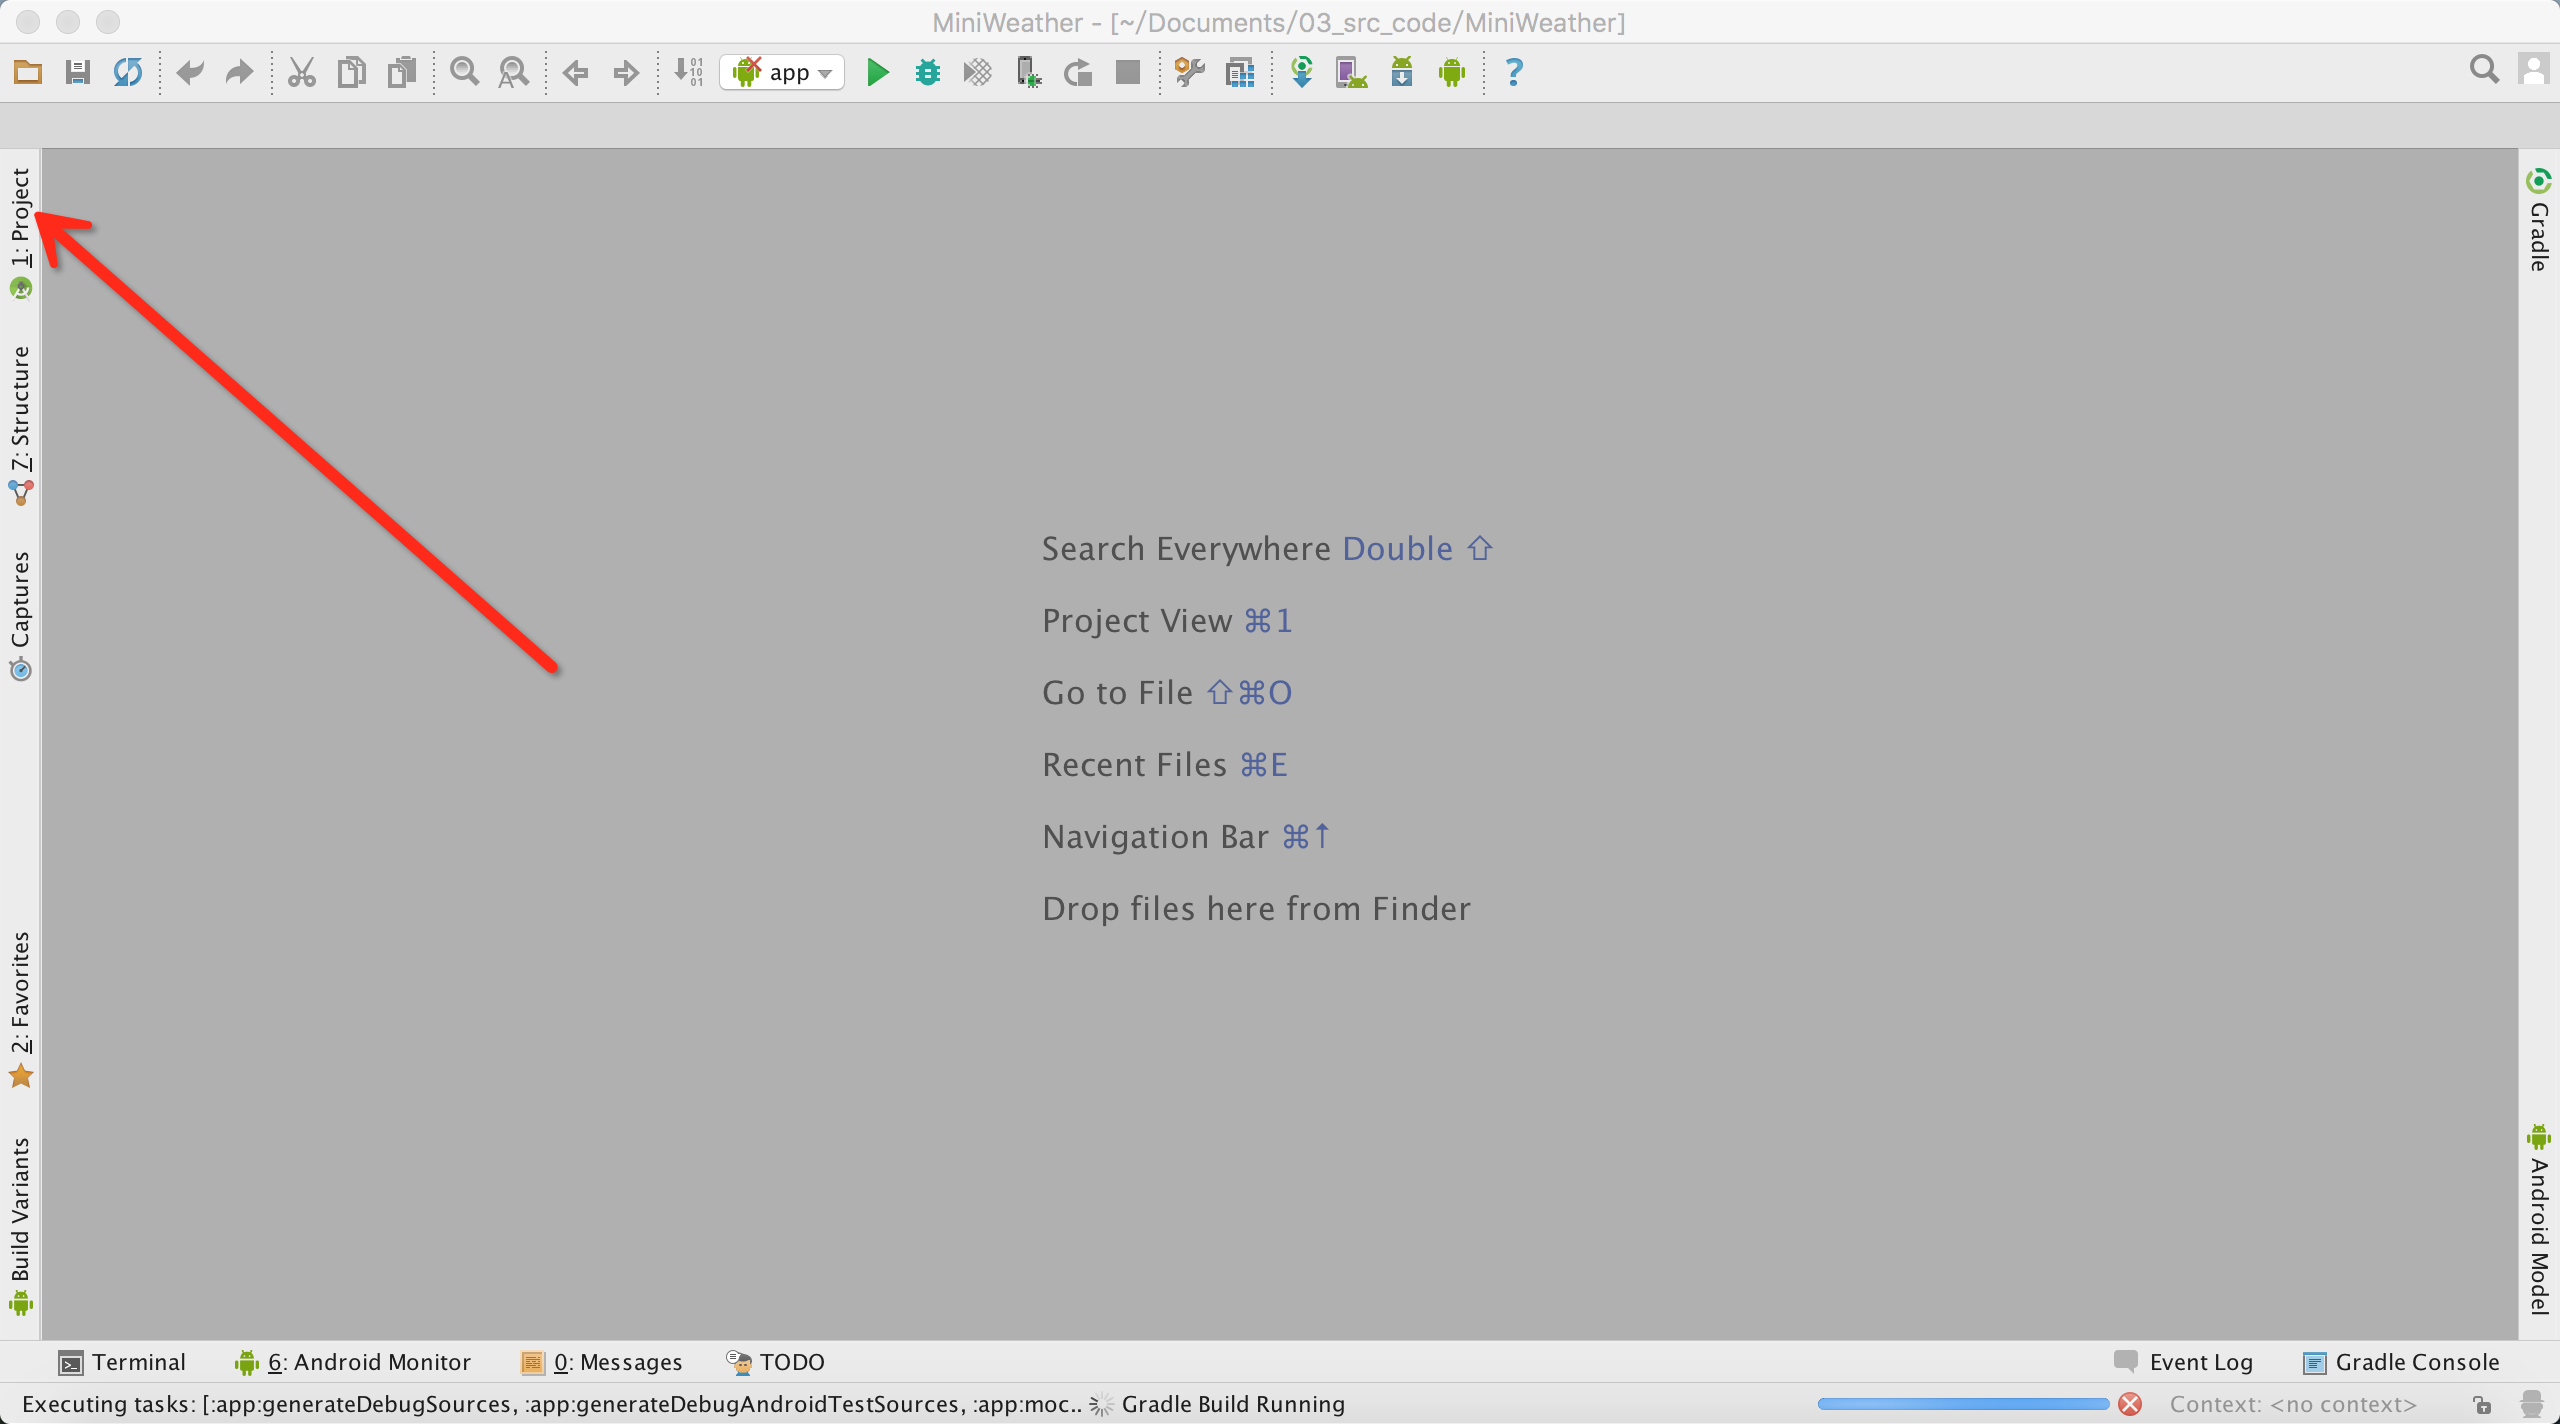 MiniWeather - [~/Documents/03_src_code/MiniWeather]
01
10
01
app
?
1: Project
7: Structure
Captures
2: Favorites
Build Variants
Search Everywhere Double ⇧
Project View ⌘1
Go to File ⇧⌘O
Recent Files ⌘E
Navigation Bar ⌘↑
Drop files here from Finder
Gradle
Android Model
Terminal
6: Android Monitor
0: Messages
TODO
Event Log
Gradle Console
Executing tasks: [:app:generateDebugSources, :app:generateDebugAndroidTestSources, :app:moc..
Gradle Build Running
Context: <no context>